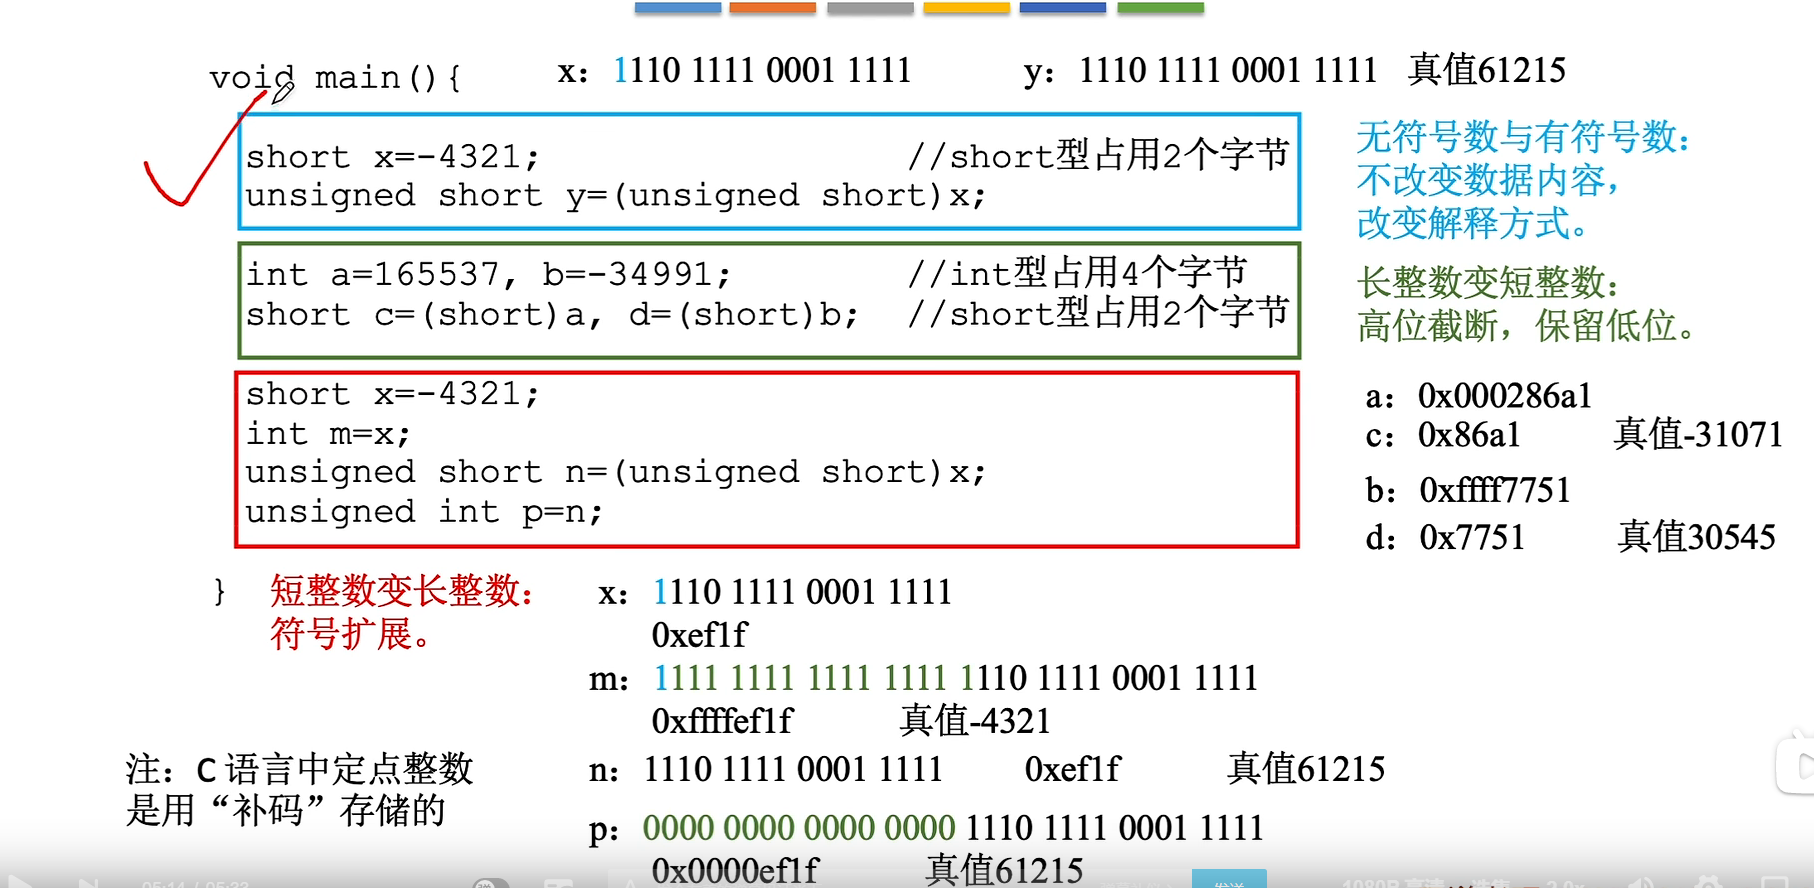 void main(){
x: 1110 1111 0001 1111
y: 1110 1111 0001 1111 真值61215
short x=-4321; //short型占用2个字节
unsigned short y=(unsigned short)x;
无符号数与有符号数:
不改变数据内容,
改变解释方式。
int a=165537, b=-34991; //int型占用4个字节
short c=(short)a, d=(short)b; //short型占用2个字节
长整数变短整数:
高位截断，保留低位。
short x=-4321;
int m=x;
unsigned short n=(unsigned short)x;
unsigned int p=n;
a: 0x000286a1
c: 0x86a1 真值-31071
b: 0xffff7751
d: 0x7751 真值30545
}
短整数变长整数:
符号扩展。
x: 1110 1111 0001 1111
0xef1f
m: 1111 1111 1111 1111 1110 1111 0001 1111
0xffffef1f 真值-4321
注：C 语言中定点整数
是用“补码”存储的
n: 1110 1111 0001 1111 0xef1f 真值61215
p: 0000 0000 0000 0000 1110 1111 0001 1111
0x0000ef1f 真值61215